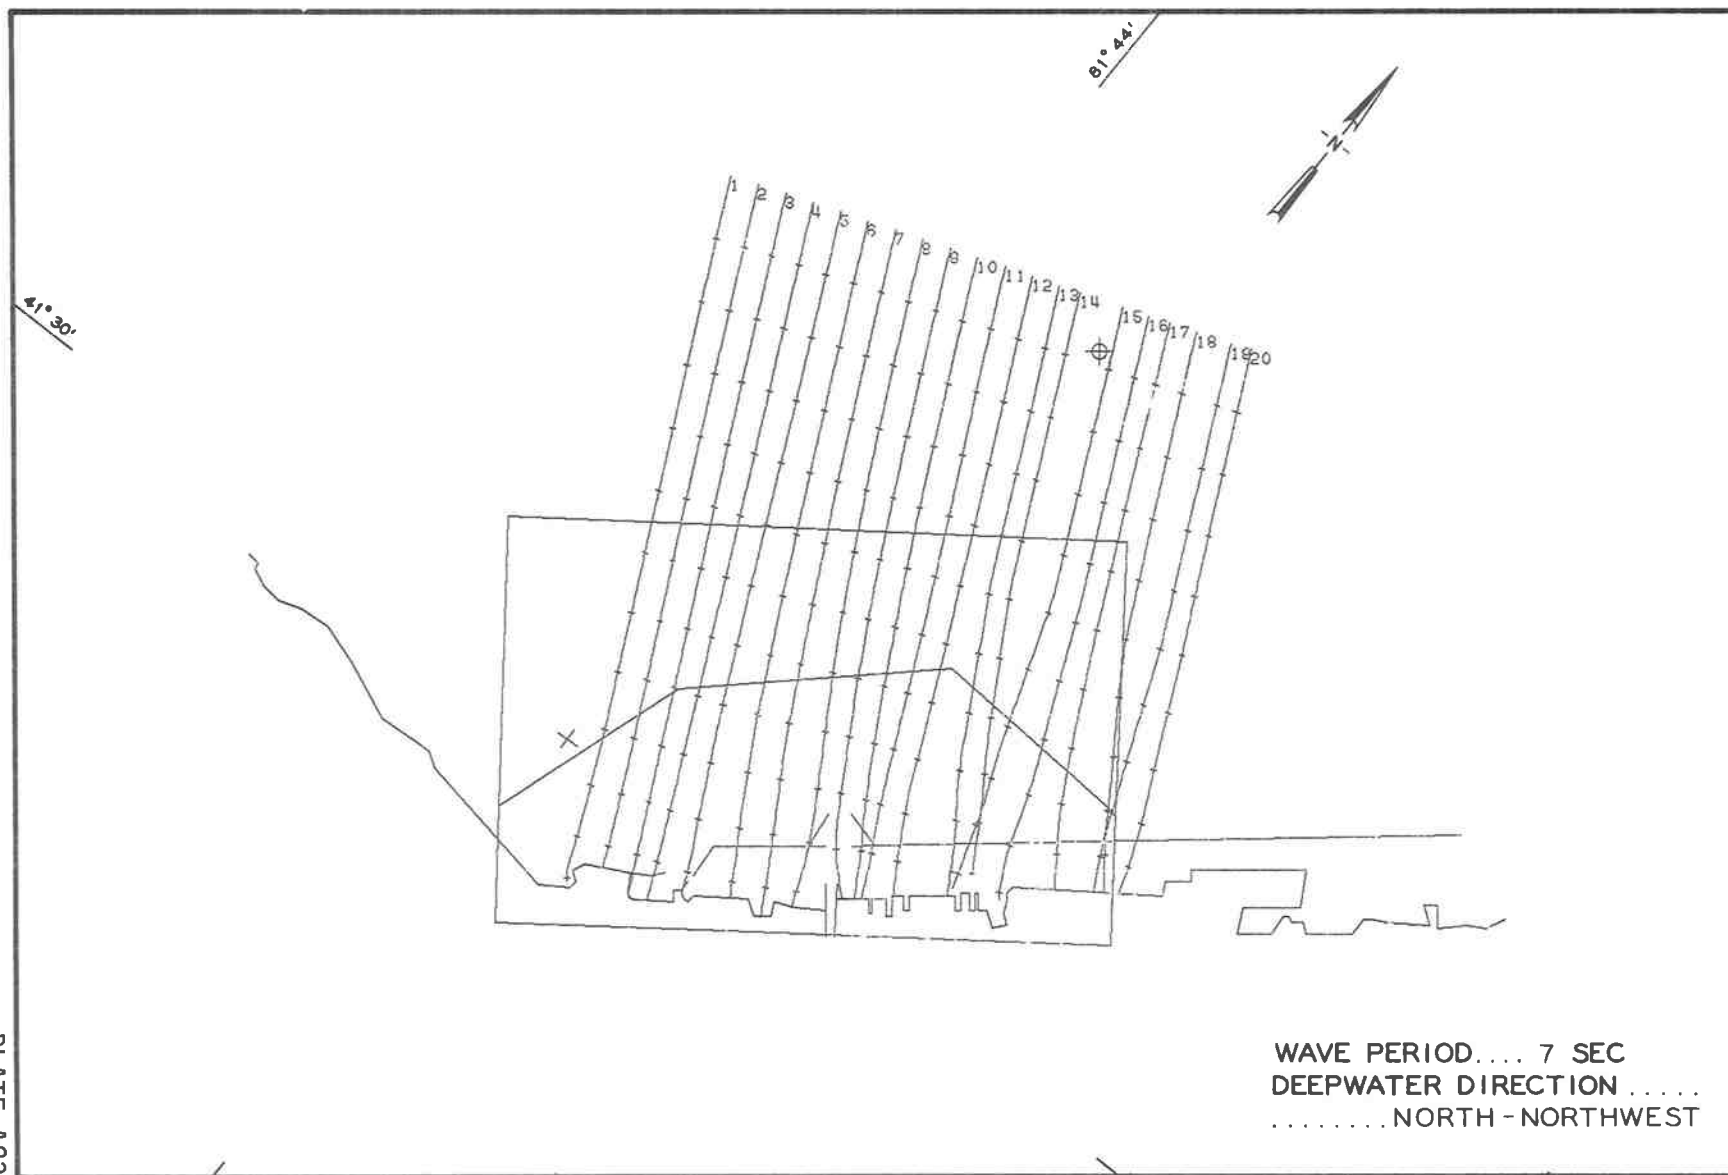 81° 44'
N
41° 30'
1 2 3 4 5 6 7 8 9 10 11 12 13 14 15 16 17 18 19 20
WAVE PERIOD.... 7 SEC
DEEPWATER DIRECTION .....
........ NORTH-NORTHWEST